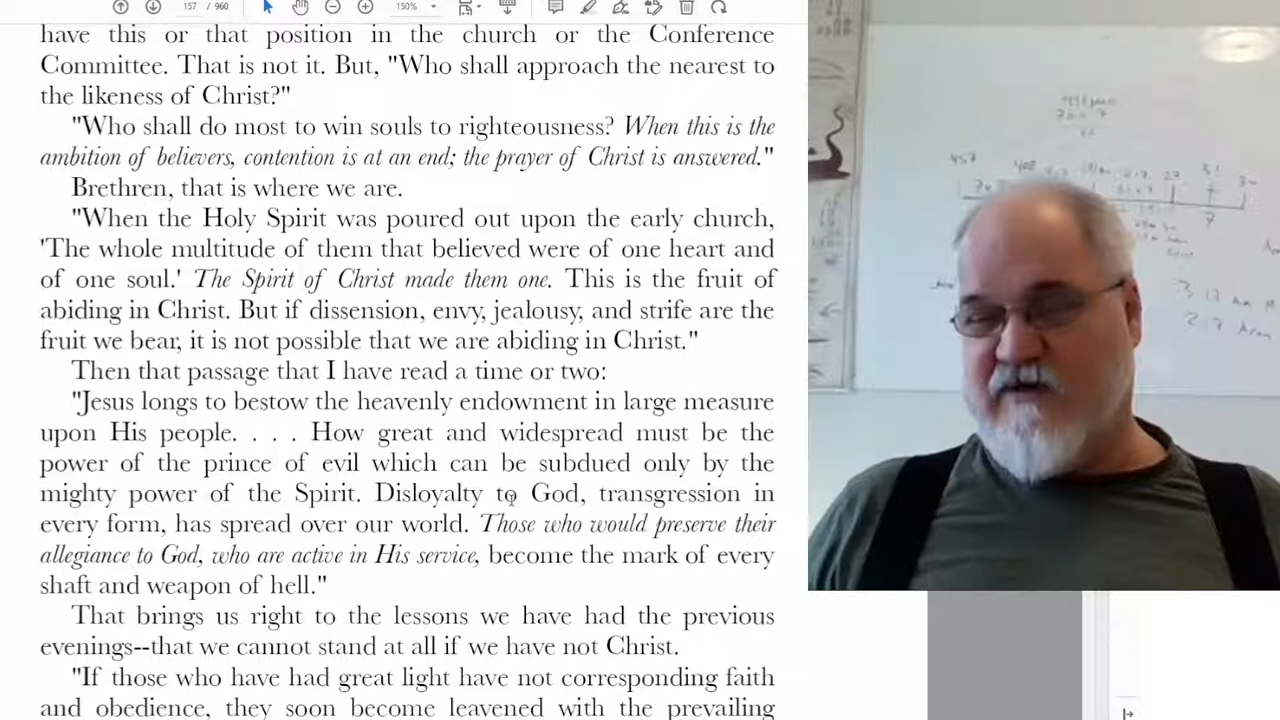 157 / 960
150%
have this or that position in the church or the Conference
Committee. That is not it. But, "Who shall approach the nearest to
the likeness of Christ?"
"Who shall do most to win souls to righteousness? When this is the
ambition of believers, contention is at an end; the prayer of Christ is answered."
Brethren, that is where we are.
"When the Holy Spirit was poured out upon the early church,
'The whole multitude of them that believed were of one heart and
of one soul.' The Spirit of Christ made them one. This is the fruit of
abiding in Christ. But if dissension, envy, jealousy, and strife are the
fruit we bear, it is not possible that we are abiding in Christ."
Then that passage that I have read a time or two:
"Jesus longs to bestow the heavenly endowment in large measure
upon His people. . . . How great and widespread must be the
power of the prince of evil which can be subdued only by the
mighty power of the Spirit. Disloyalty to God, transgression in
every form, has spread over our world. Those who would preserve their
allegiance to God, who are active in His service, become the mark of every
shaft and weapon of hell."
That brings us right to the lessons we have had the previous
evenings--that we cannot stand at all if we have not Christ.
"If those who have had great light have not corresponding faith
and obedience, they soon become leavened with the prevailing
457
27
31
7